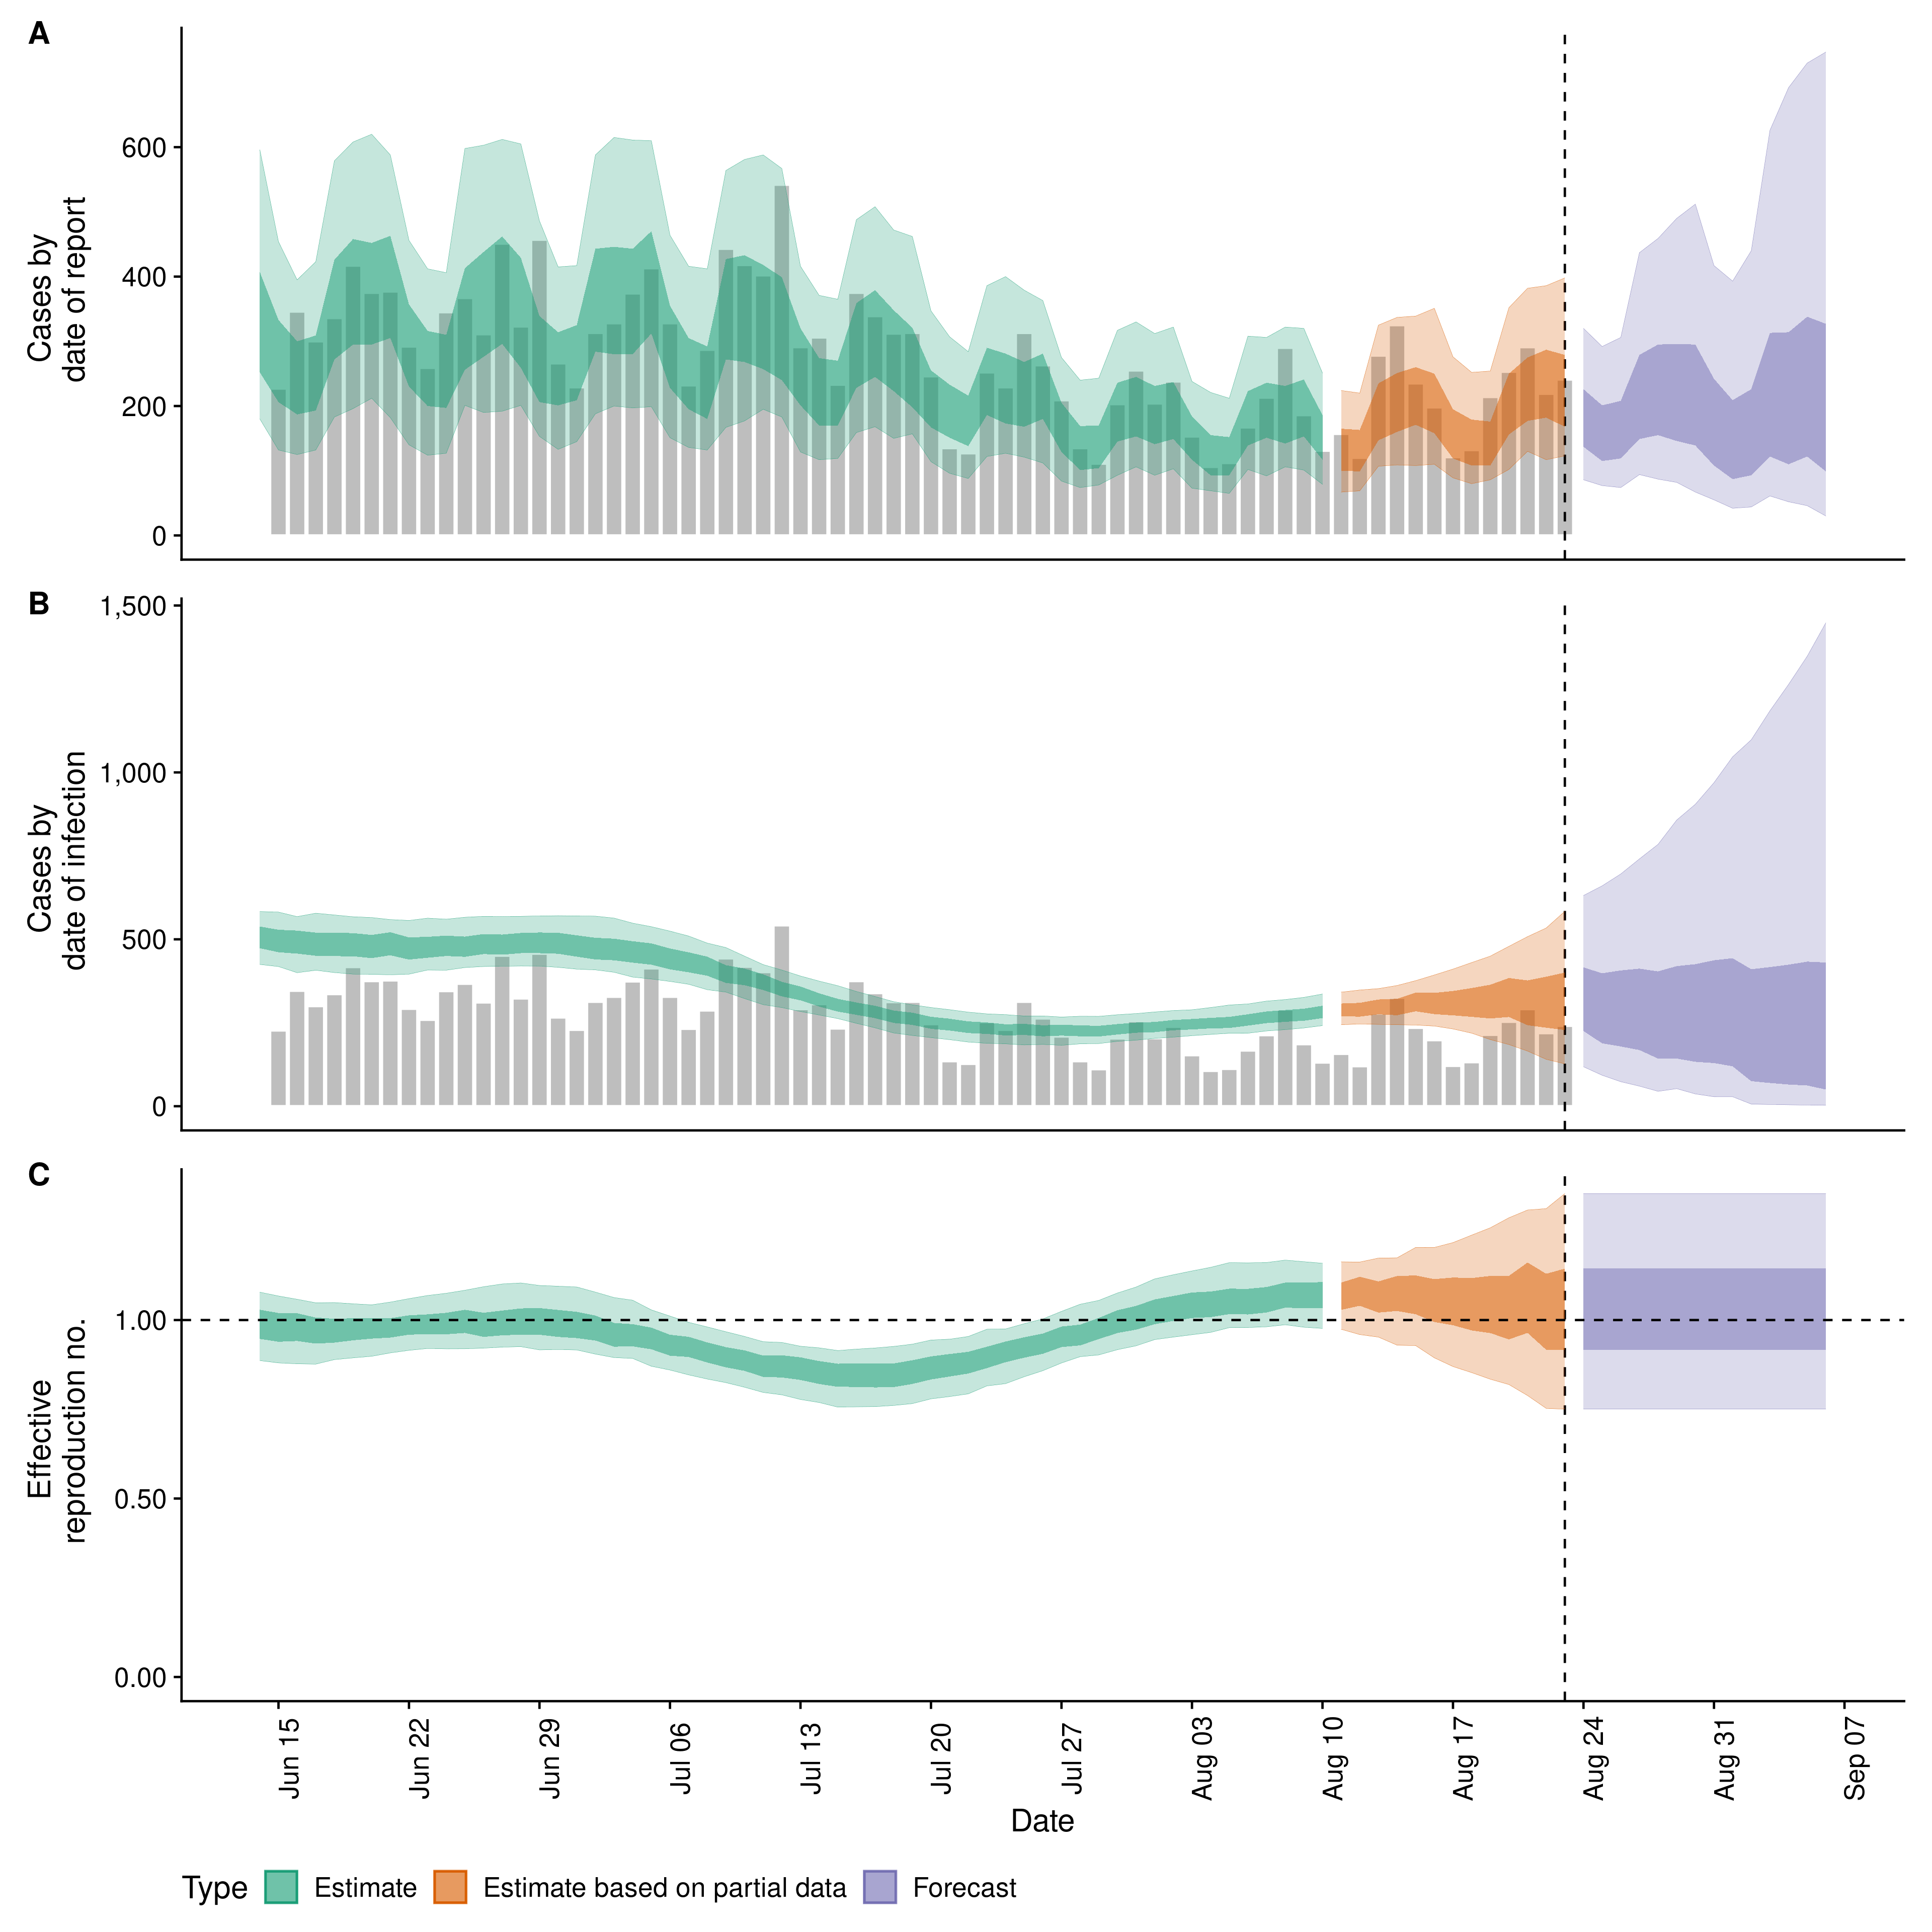 A
Cases by
date of report
600
400
200
0
B
Cases by
date of infection
1,500
1,000
500
0
C
Effective
reproduction no.
1.00
0.50
0.00
Jun 15
Jun 22
Jun 29
Jul 06
Jul 13
Jul 20
Jul 27
Aug 03
Aug 10
Aug 17
Aug 24
Aug 31
Sep 07
Date
Type Estimate Estimate based on partial data Forecast